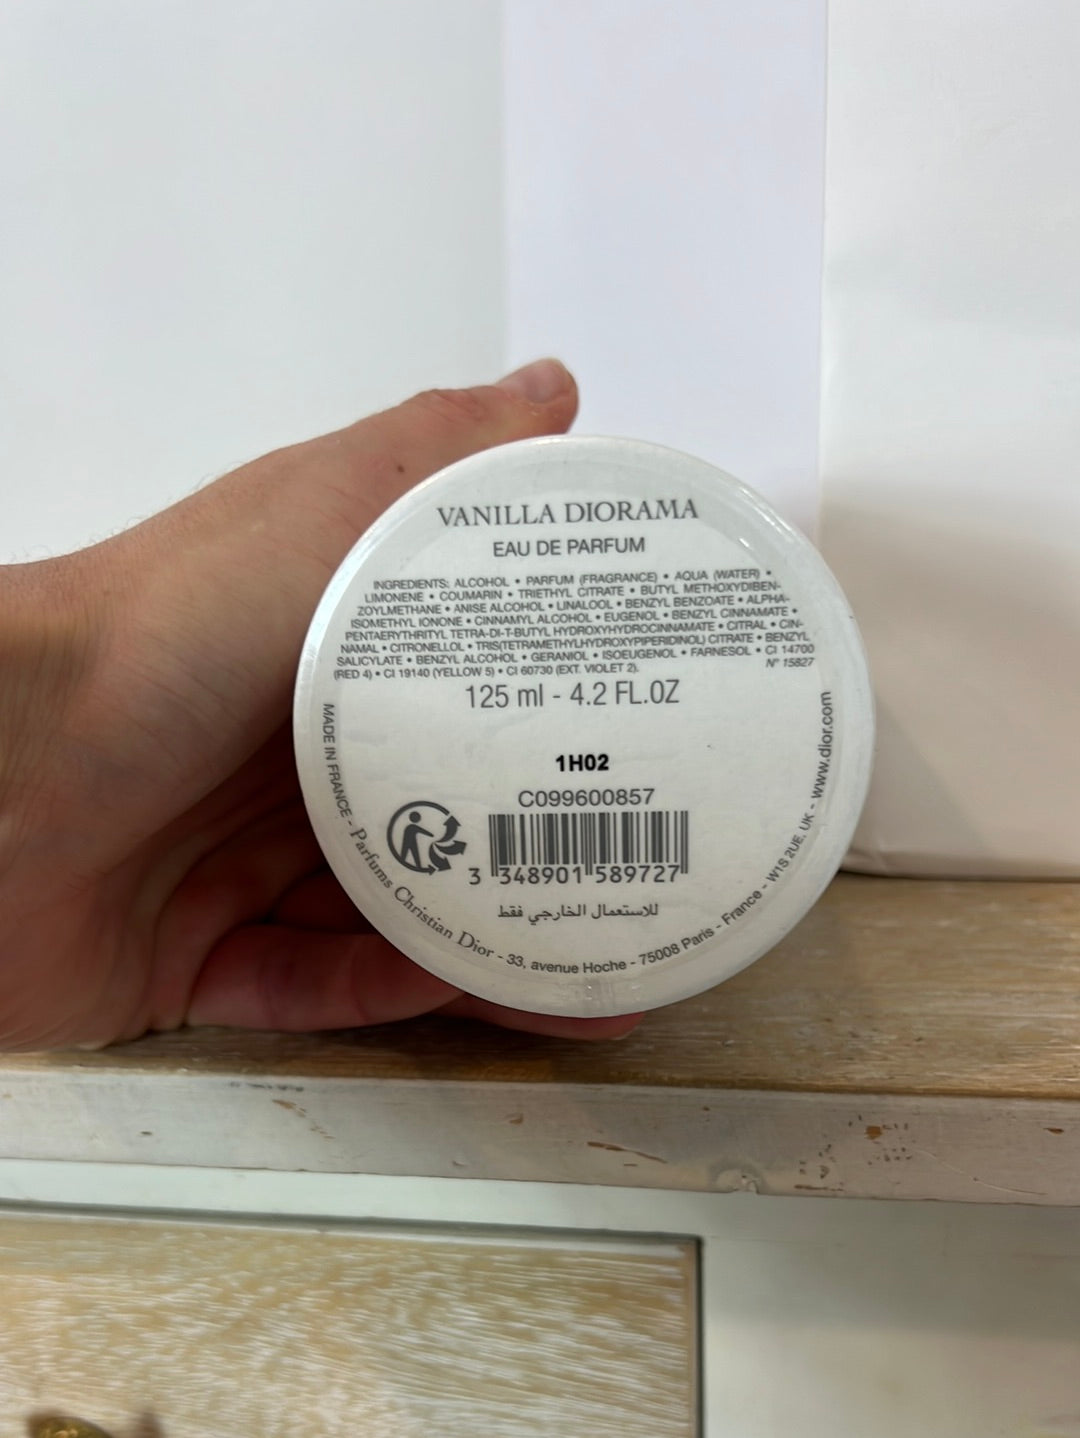 VANILLA DIORAMA
EAU DE PARFUM
INGREDIENTS: ALCOHOL • PARFUM (FRAGRANCE) • AQUA (WATER) •
LIMONENE • COUMARIN • TRIETHYL CITRATE • BUTYL METHOXYDIBEN-
ZOYLMETHANE • ANISE ALCOHOL • LINALOOL • BENZYL BENZOATE • ALPHA-
ISOMETHYL IONONE • CINNAMYL ALCOHOL • EUGENOL • BENZYL CINNAMATE •
PENTAERYTHRITYL TETRA-DI-T-BUTYL HYDROXYHYDROCINNAMATE • CITRAL • CIN-
NAMAL • CITRONELLOL • TRIS(TETRAMETHYLHYDROXYPIPERIDINOL) CITRATE • BENZYL
SALICYLATE • BENZYL ALCOHOL • GERANIOL • ISOEUGENOL • FARNESOL • CI 14700
(RED 4) • CI 19140 (YELLOW 5) • CI 60730 (EXT. VIOLET 2).
N° 15827
125 ml - 4.2 FL.OZ
1H02
C099600857
3 348901 589727
للاستعمال الخارجي فقط
MADE IN FRANCE - Parfums Christian Dior - 33, avenue Hoche - 75008 Paris - France - W1S 2UE. UK - www.dior.com